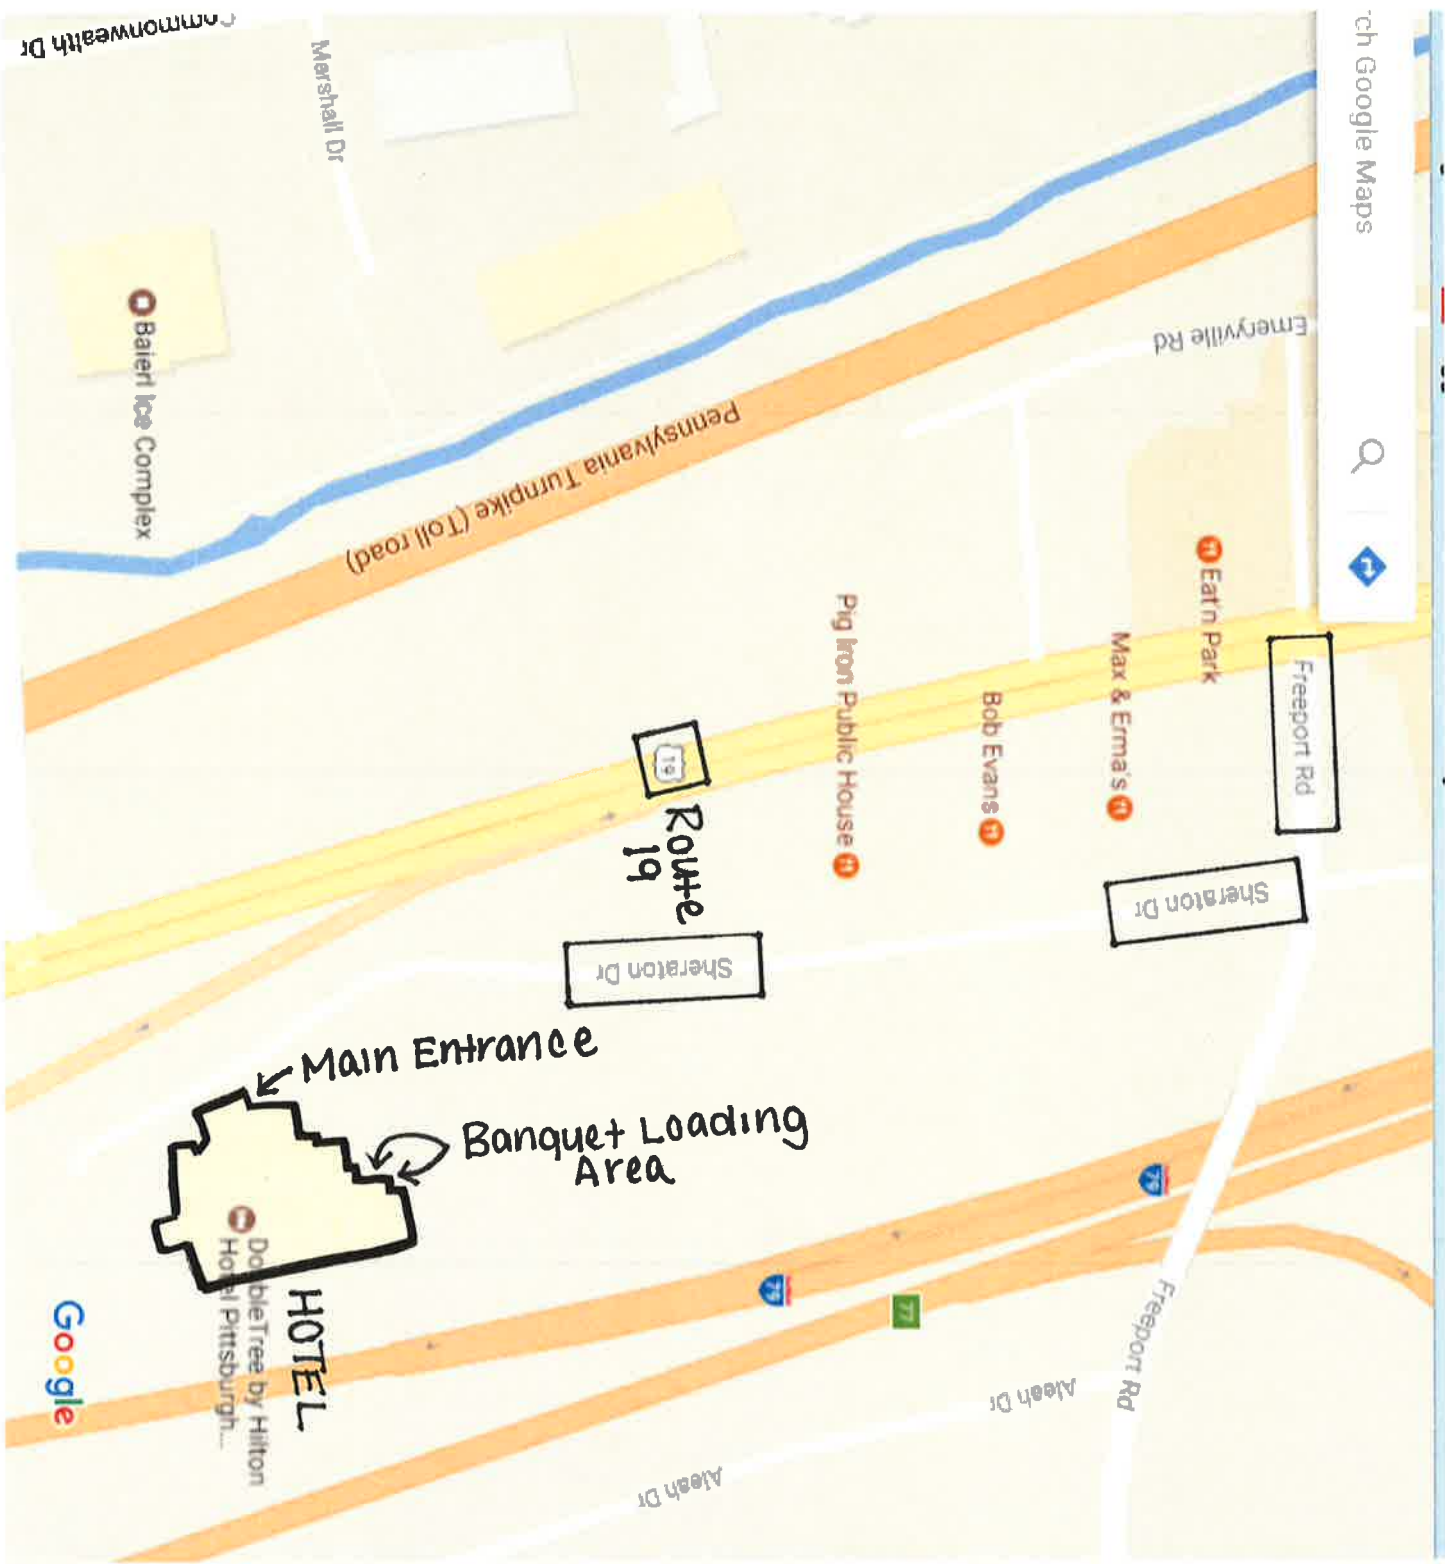 ch Google Maps
Commonwealth Dr
Marshall Dr
Baierl Ice Complex
Emeryville Rd
Pennsylvania Turnpike (Toll road)
Eat'n Park
Max & Erma's
Bob Evans
Pig Iron Public House
Freeport Rd
Sheraton Dr
19
Route
19
Sheraton Dr
Main Entrance
Banquet Loading
Area
79
79
77
DoubleTree by Hilton
Hotel Pittsburgh...
HOTEL
Freeport Rd
Aleah Dr
Aleah Dr
Google